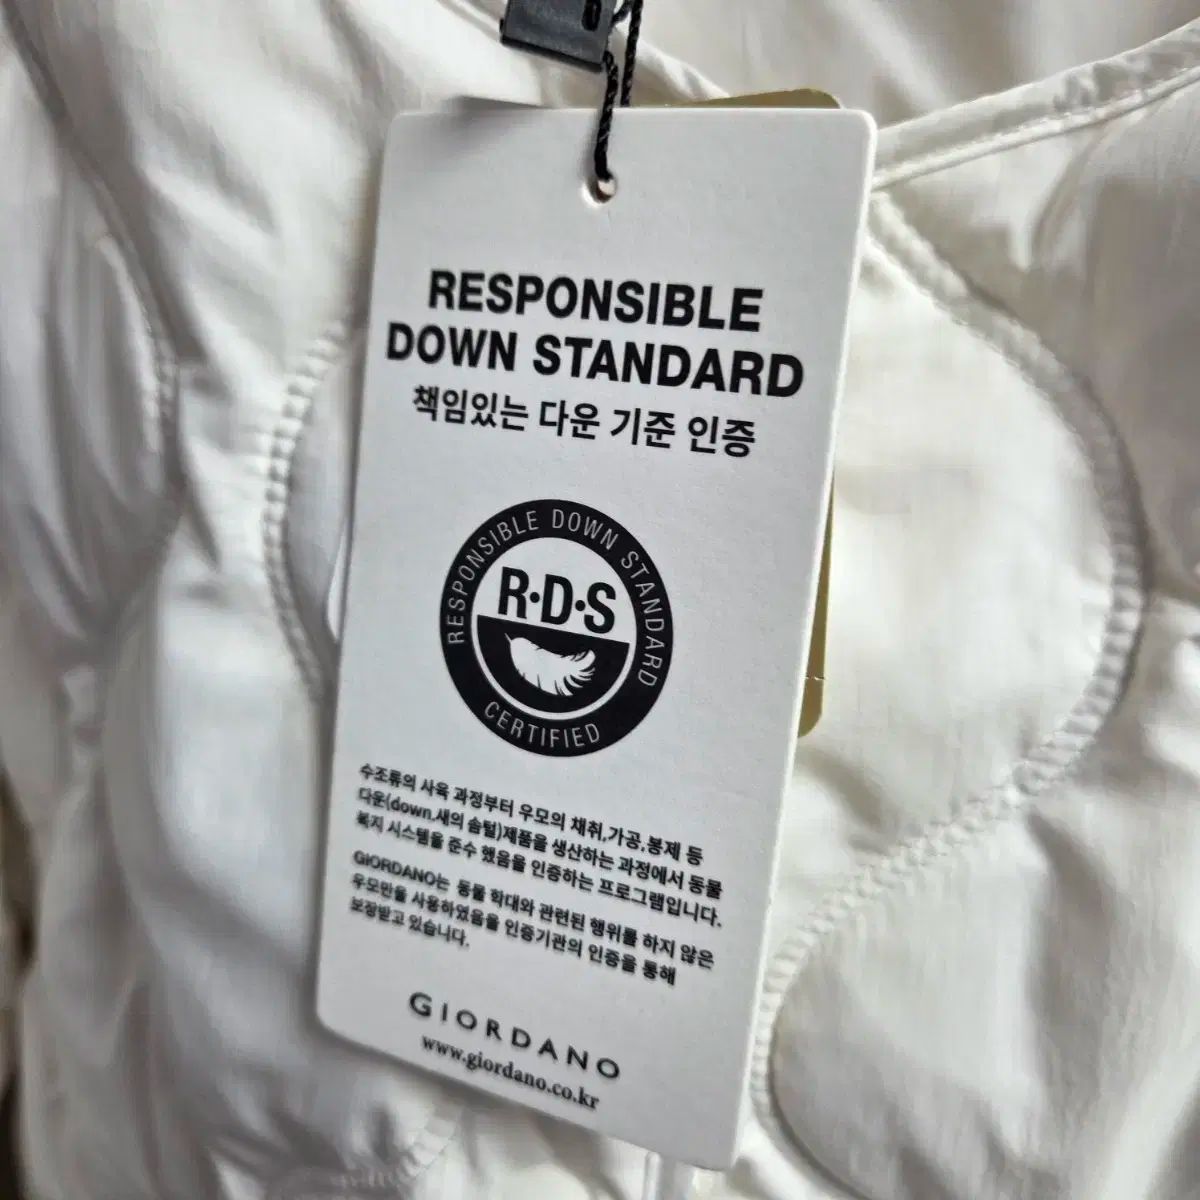 RESPONSIBLE
DOWN STANDARD
책임있는 다운 기준 인증
RESPONSIBLE DOWN STANDARD
R·D·S
CERTIFIED
수조류의 사육 과정부터 우모의 채취,가공,봉제 등
다운(down.새의 솜털)제품을 생산하는 과정에서 동물
복지 시스템을 준수 했음을 인증하는 프로그램입니다.
GIORDANO는 동물 학대와 관련된 행위를 하지 않은
우모만을 사용하였음을 인증기관의 인증을 통해
보장받고 있습니다.
GIORDANO
www.giordano.co.kr